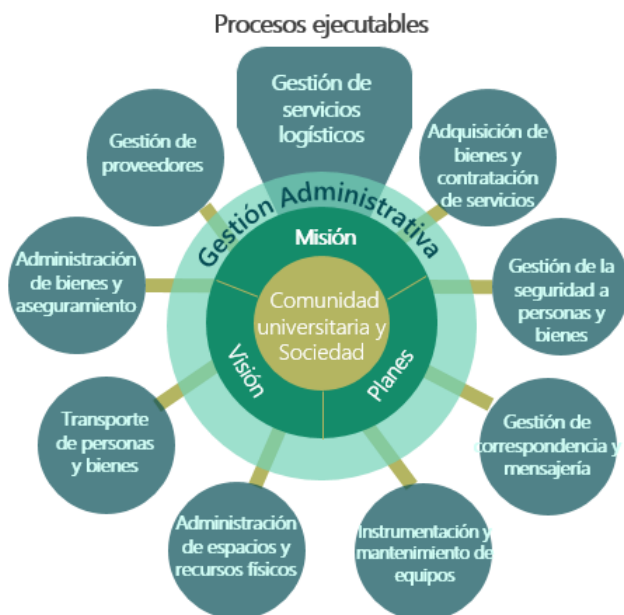 Procesos ejecutables
Gestión de
servicios
logísticos
Gestión de
proveedores
Adquisición de
bienes y
contratación
de servicios
Gestión Administrativa
Misión
Administración
de bienes y
aseguramiento
Gestión de la
seguridad a
personas y
bienes
Comunidad
universitaria y
Sociedad
Visión
Planes
Transporte
de personas
y bienes
Gestión de
correspondencia y
mensajería
Administración
de espacios y
recursos físicos
Instrumentación y
mantenimiento de
equipos